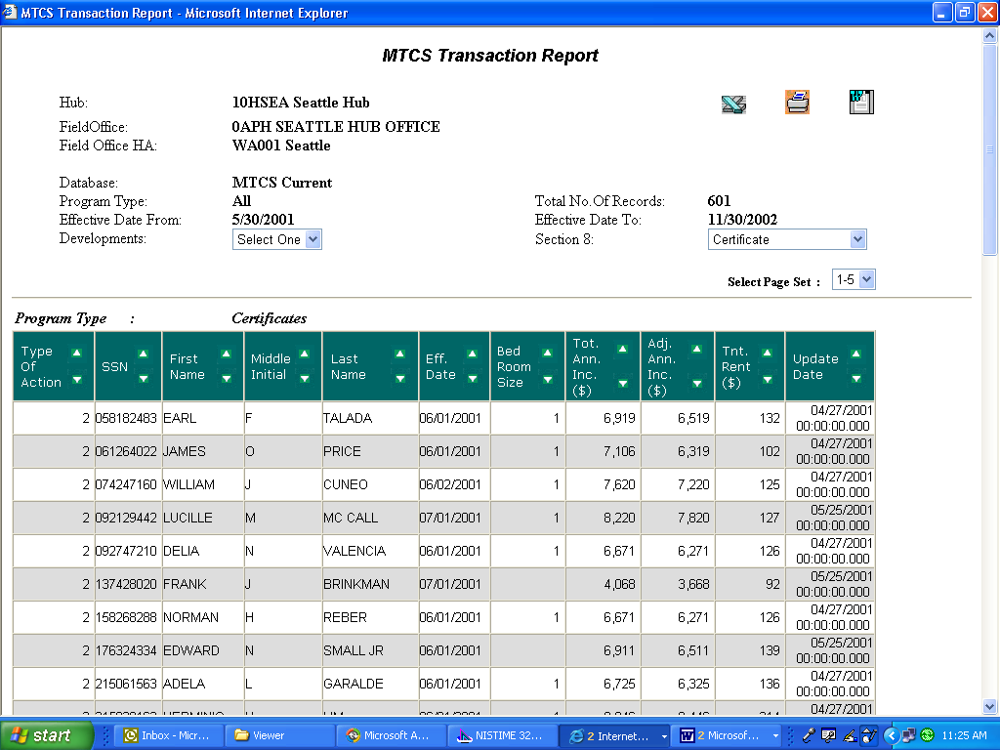 MTCS Transaction Report - Microsoft Internet Explorer
MTCS Transaction Report
Hub: 10HSEA Seattle Hub
FieldOffice: 0APH SEATTLE HUB OFFICE
Field Office HA: WA001 Seattle
Database: MTCS Current
Program Type: All Total No.Of Records: 601
Effective Date From: 5/30/2001 Effective Date To: 11/30/2002
Developments: Select One Section 8: Certificate
Select Page Set : 1-5
Program Type : Certificates
Type Of Action SSN First Name Middle Initial Last Name Eff. Date Bed Room Size Tot. Ann. Inc. ($) Adj. Ann. Inc. ($) Tnt. Rent ($) Update Date
2 058182483 EARL F TALADA 06/01/2001 1 6,919 6,519 132 04/27/2001 00:00:00.000
2 061264022 JAMES O PRICE 06/01/2001 1 7,106 6,319 102 04/27/2001 00:00:00.000
2 074247160 WILLIAM J CUNEO 06/02/2001 1 7,620 7,220 125 04/27/2001 00:00:00.000
2 092129442 LUCILLE M MC CALL 07/01/2001 1 8,220 7,820 127 05/25/2001 00:00:00.000
2 092747210 DELIA N VALENCIA 06/01/2001 1 6,671 6,271 126 04/27/2001 00:00:00.000
2 137428020 FRANK J BRINKMAN 07/01/2001 4,068 3,668 92 05/25/2001 00:00:00.000
2 158268288 NORMAN H REBER 06/01/2001 1 6,671 6,271 126 04/27/2001 00:00:00.000
2 176324334 EDWARD N SMALL JR 06/01/2001 6,911 6,511 139 05/25/2001 00:00:00.000
2 215061563 ADELA L GARALDE 06/01/2001 1 6,725 6,325 136 04/27/2001 00:00:00.000
04/27/2001
start Inbox - Micr... Viewer Microsoft A... NISTIME 32... 2 Internet... 2 Microsof... 11:25 AM